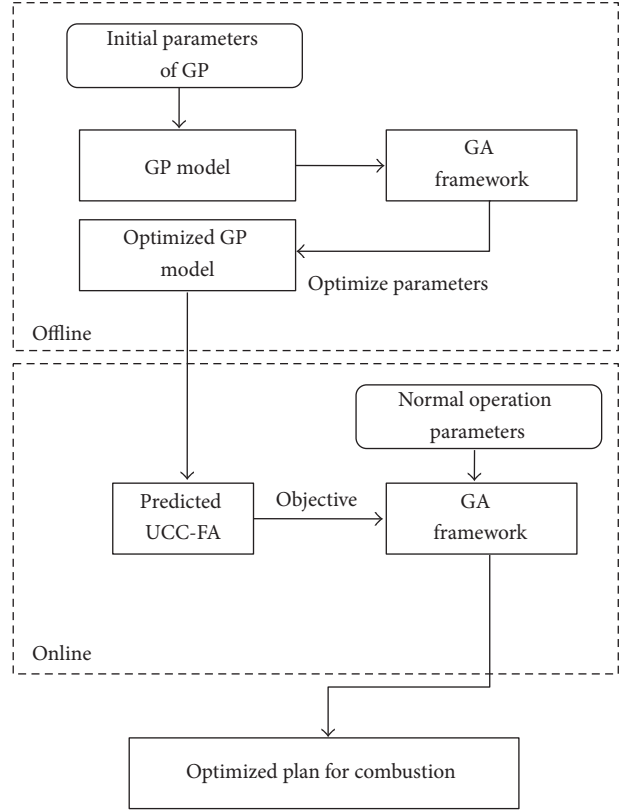 Initial parameters
of GP
GP model
GA
framework
Optimized GP
model
Optimize parameters
Offline
Normal operation
parameters
Predicted
UCC-FA
Objective
GA
framework
Online
Optimized plan for combustion